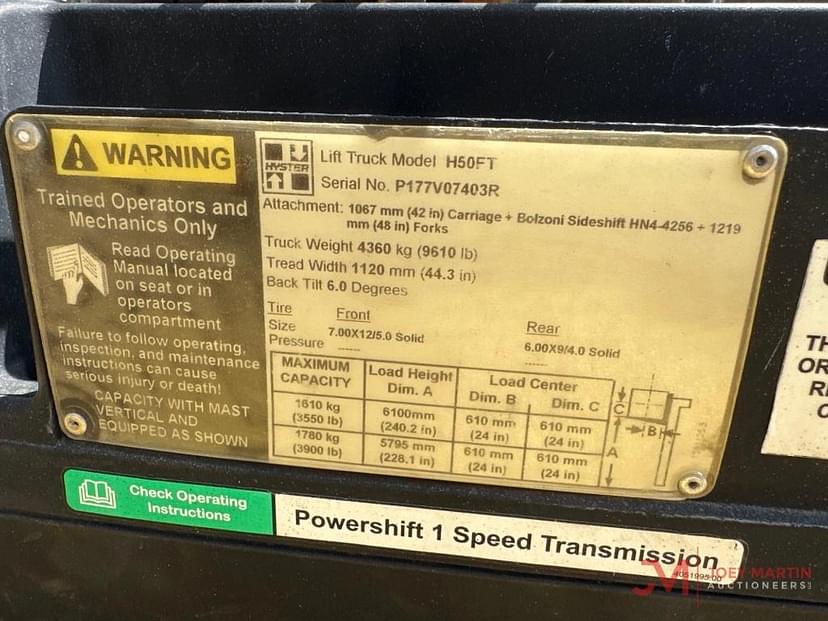 WARNING
Trained Operators and
Mechanics Only
Read Operating
Manual located
on seat or in
operators
compartment
Failure to follow operating,
inspection, and maintenance
instructions can cause
serious injury or death!
CAPACITY WITH MAST
VERTICAL AND
EQUIPPED AS SHOWN
HYSTER
Lift Truck Model H50FT
Serial No. P177V07403R
Attachment: 1067 mm (42 in) Carriage + Bolzoni Sideshift HN4-4256 + 1219
mm (48 in) Forks
Truck Weight 4360 kg (9610 lb)
Tread Width 1120 mm (44.3 in)
Back Tilt 6.0 Degrees
Tire Front Rear
Size 7.00X12/5.0 Solid 6.00X9/4.0 Solid
Pressure ------ ------
MAXIMUM CAPACITY Load Height Dim. A Load Center Dim. B Dim. C
1610 kg (3550 lb) 6100mm (240.2 in) 610 mm (24 in) 610 mm (24 in)
1780 kg (3900 lb) 5795 mm (228.1 in) 610 mm (24 in) 610 mm (24 in)
C
B
A
Check Operating
Instructions
Powershift 1 Speed Transmission
TH
OR
JM JOEY MARTIN
AUCTIONEERS